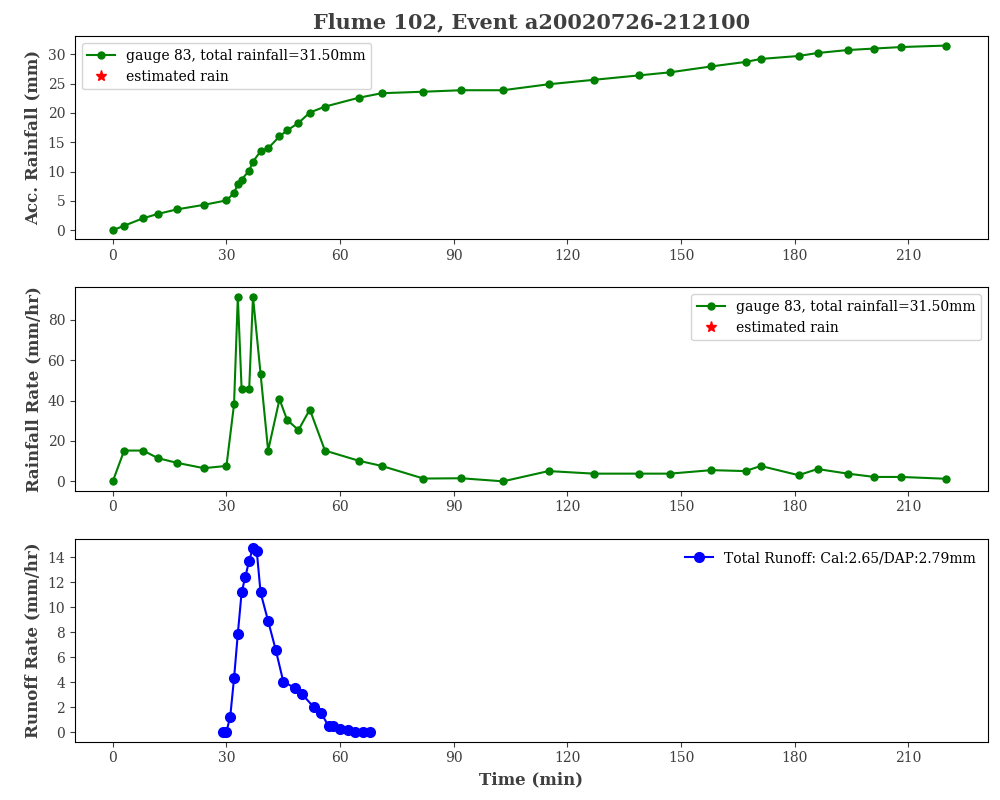 Flume 102, Event a20020726-212100
Acc. Rainfall (mm)
30
25
20
15
10
5
0
gauge 83, total rainfall=31.50mm
estimated rain
0 30 60 90 120 150 180 210
Rainfall Rate (mm/hr)
80
60
40
20
0
gauge 83, total rainfall=31.50mm
estimated rain
0 30 60 90 120 150 180 210
Runoff Rate (mm/hr)
14
12
10
8
6
4
2
0
Total Runoff: Cal:2.65/DAP:2.79mm
0 30 60 90 120 150 180 210
Time (min)